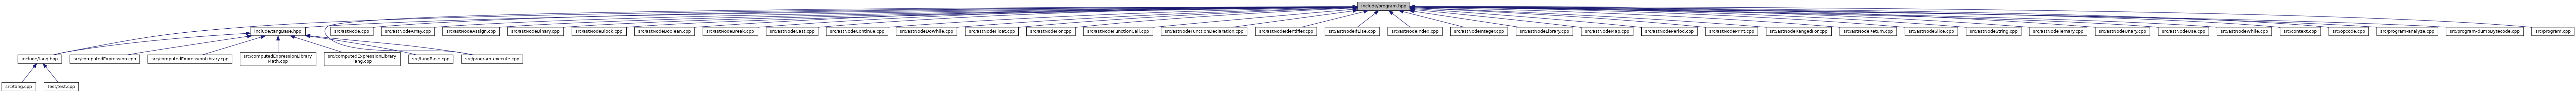 include/program.hpp
include/tangBase.hpp
src/astNode.cpp
src/astNodeArray.cpp
src/astNodeAssign.cpp
src/astNodeBinary.cpp
src/astNodeBlock.cpp
src/astNodeBoolean.cpp
src/astNodeBreak.cpp
src/astNodeCast.cpp
src/astNodeContinue.cpp
src/astNodeDoWhile.cpp
src/astNodeFloat.cpp
src/astNodeFor.cpp
src/astNodeFunctionCall.cpp
src/astNodeFunctionDeclaration.cpp
src/astNodeIdentifier.cpp
src/astNodeIfElse.cpp
src/astNodeIndex.cpp
src/astNodeInteger.cpp
src/astNodeLibrary.cpp
src/astNodeMap.cpp
src/astNodePeriod.cpp
src/astNodePrint.cpp
src/astNodeRangedFor.cpp
src/astNodeReturn.cpp
src/astNodeSlice.cpp
src/astNodeString.cpp
src/astNodeTernary.cpp
src/astNodeUnary.cpp
src/astNodeUse.cpp
src/astNodeWhile.cpp
src/context.cpp
src/opcode.cpp
src/program-analyze.cpp
src/program-dumpBytecode.cpp
src/program.cpp
include/tang.hpp
src/computedExpression.cpp
src/computedExpressionLibrary.cpp
src/computedExpressionLibrary
Math.cpp
src/computedExpressionLibrary
Tang.cpp
src/tangBase.cpp
src/program-execute.cpp
src/tang.cpp
test/test.cpp